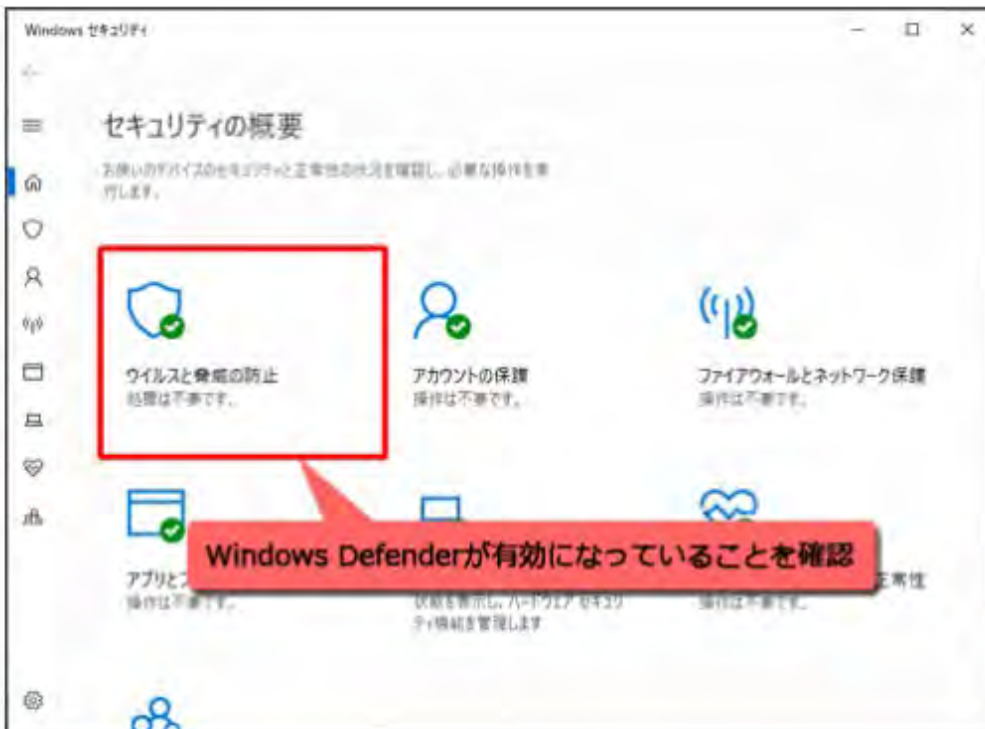 Windows セキュリティ
セキュリティの概要
お使いのデバイスのセキュリティと正常性の状況を確認し、必要な操作を実
行します。
ウイルスと脅威の防止
処置は不要です。
アカウントの保護
操作は不要です。
ファイアウォールとネットワーク保護
操作は不要です。
Windows Defenderが有効になっていることを確認
アプリとブ
操作は不要です。
状態を表示し、ハードウェア セキュリ
ティ機能を管理します
正常性
操作は不要です。